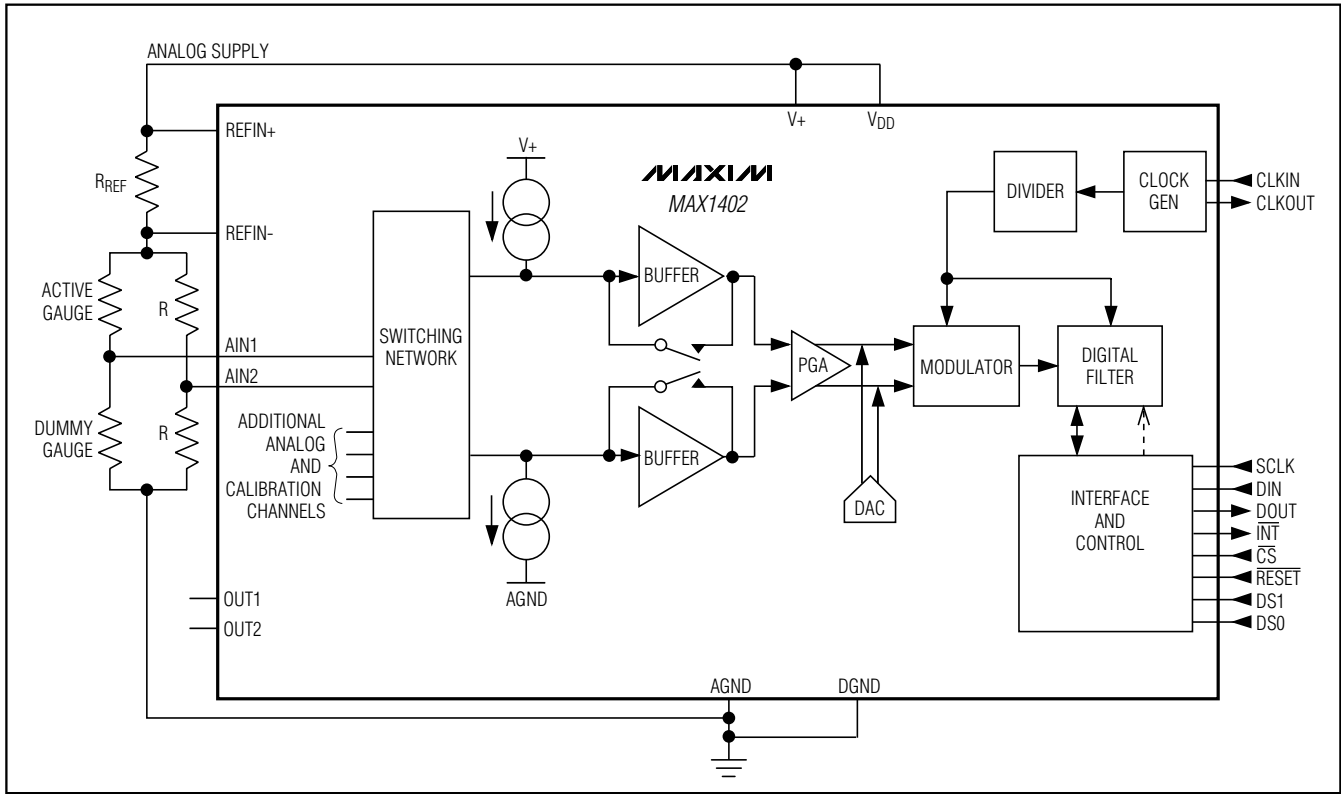 ANALOG SUPPLY
V+
VDD
REFIN+
RREF
REFIN-
V+
MAXIM
MAX1402
DIVIDER
CLOCK
GEN
CLKIN
CLKOUT
ACTIVE
GAUGE
R
SWITCHING
NETWORK
BUFFER
PGA
MODULATOR
DIGITAL
FILTER
AIN1
AIN2
DUMMY
GAUGE
R
ADDITIONAL
ANALOG
AND
CALIBRATION
CHANNELS
BUFFER
DAC
AGND
INTERFACE
AND
CONTROL
SCLK
DIN
DOUT
INT
CS
RESET
DS1
DS0
OUT1
OUT2
AGND
DGND